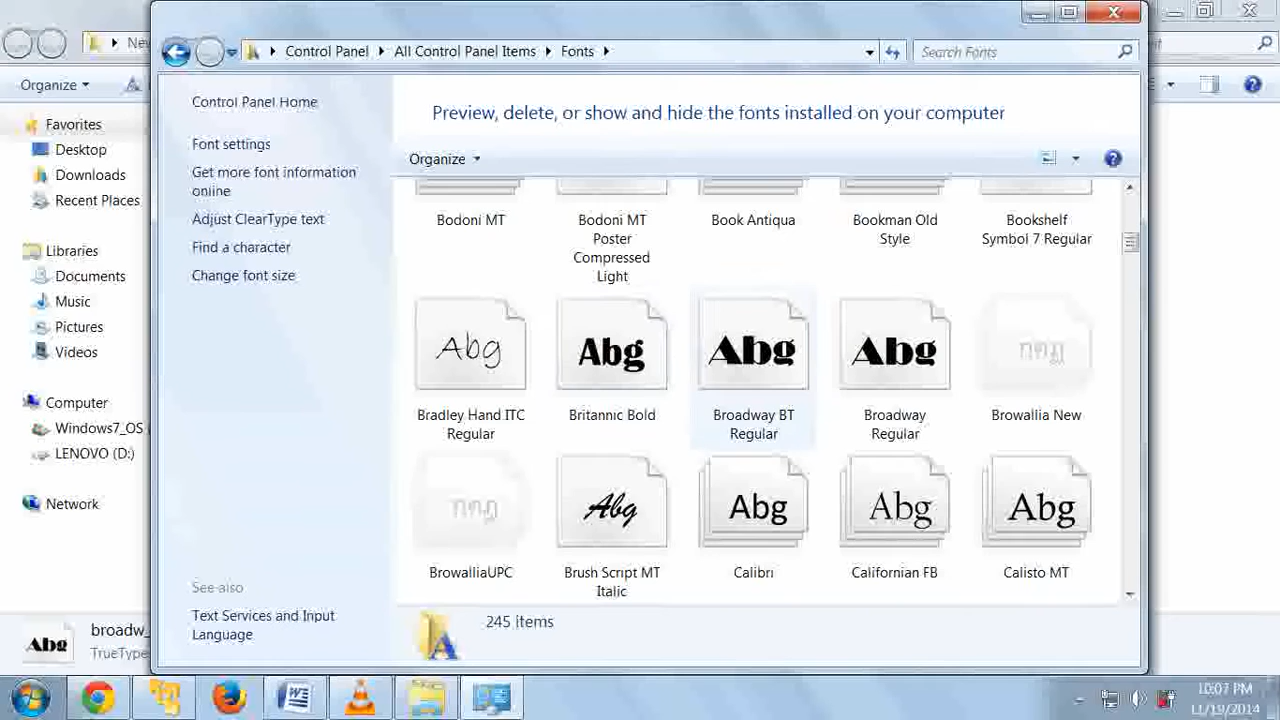 Control Panel
All Control Panel Items
Fonts
Search Fonts
Organize
Favorites
Desktop
Downloads
Recent Places
Libraries
Documents
Music
Pictures
Videos
Computer
Windows7_OS
LENOVO (D:)
Network
Control Panel Home
Font settings
Get more font information
online
Adjust ClearType text
Find a character
Change font size
See also
Text Services and Input
Language
Preview, delete, or show and hide the fonts installed on your computer
Organize
Bodoni MT
Bodoni MT
Poster
Compressed
Light
Book Antiqua
Bookman Old
Style
Bookshelf
Symbol 7 Regular
Abg
Abg
Abg
Abg
กคฎ
Bradley Hand ITC
Regular
Britannic Bold
Broadway BT
Regular
Broadway
Regular
Browallia New
กคฎ
Abg
Abg
Abg
Abg
BrowalliaUPC
Brush Script MT
Italic
Calibri
Californian FB
Calisto MT
245 items
Abg
broadw_
TrueType
10:07 PM
11/19/2014